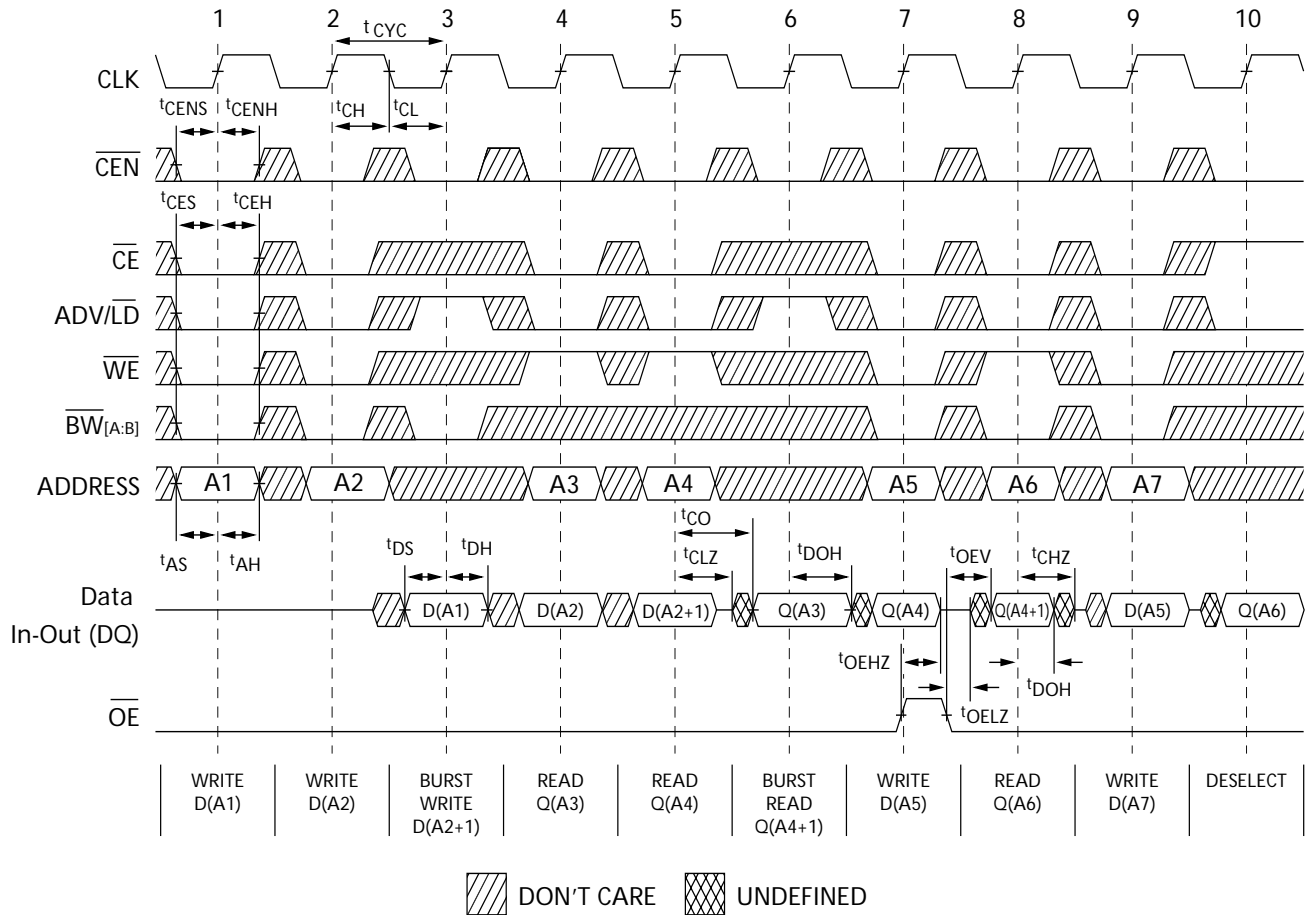 1 2 3 4 5 6 7 8 9 10
tCYC
CLK
tCENS tCENH tCH tCL
CEN
tCES tCEH
CE
ADV/LD
WE
BW[A:B]
ADDRESS A1 A2 A3 A4 A5 A6 A7
tCO
tAS tAH tDS tDH tCLZ tDOH tOEV tCHZ
Data
In-Out (DQ)
D(A1) D(A2) D(A2+1) Q(A3) Q(A4) Q(A4+1) D(A5) Q(A6)
tOEHZ tDOH
tOELZ
OE
WRITE
D(A1)
WRITE
D(A2)
BURST
WRITE
D(A2+1)
READ
Q(A3)
READ
Q(A4)
BURST
READ
Q(A4+1)
WRITE
D(A5)
READ
Q(A6)
WRITE
D(A7)
DESELECT
DON'T CARE UNDEFINED